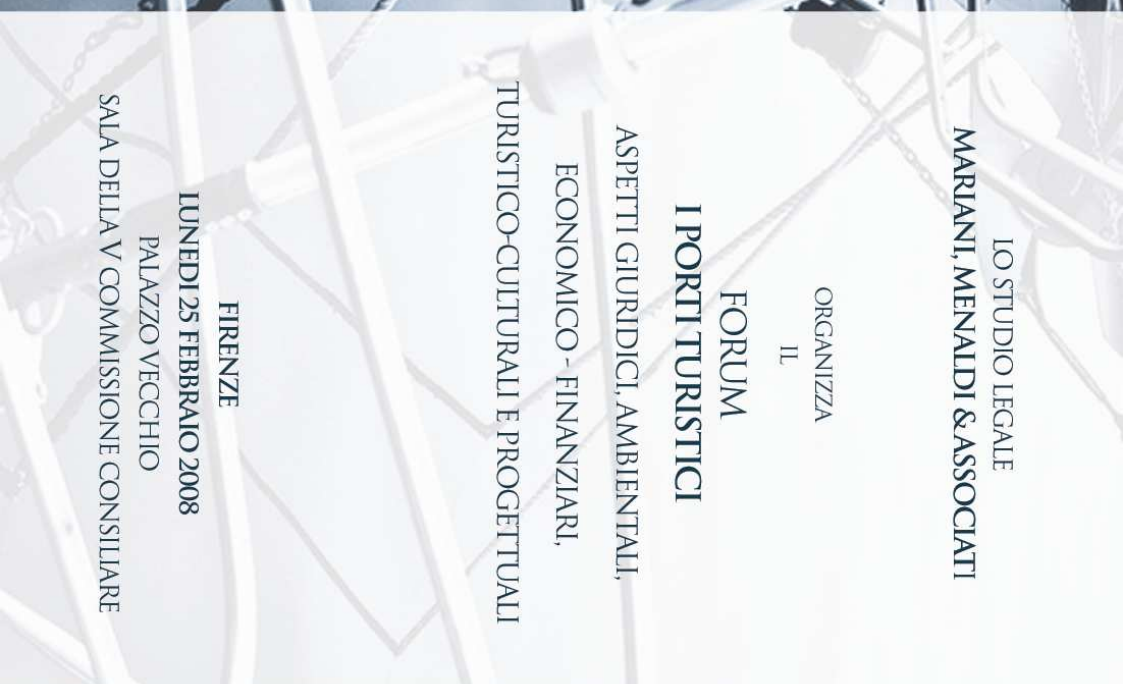 LO STUDIO LEGALE
MARIANI, MENALDI & ASSOCIATI
ORGANIZZA
IL
FORUM
I PORTI TURISTICI
ASPETTI GIURIDICI, AMBIENTALI,
ECONOMICO - FINANZIARI,
TURISTICO-CULTURALI E PROGETTUALI
FIRENZE
LUNEDI 25 FEBBRAIO 2008
PALAZZO VECCHIO
SALA DELLA V COMMISSIONE CONSILIARE